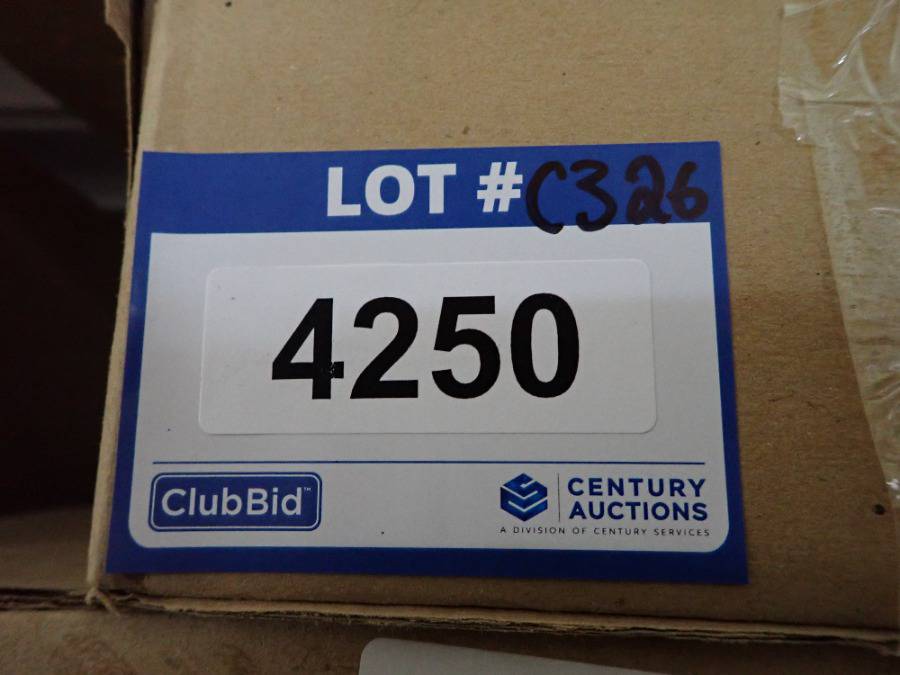 LOT # C326
4250
ClubBid™
CENTURY
AUCTIONS
A DIVISION OF CENTURY SERVICES